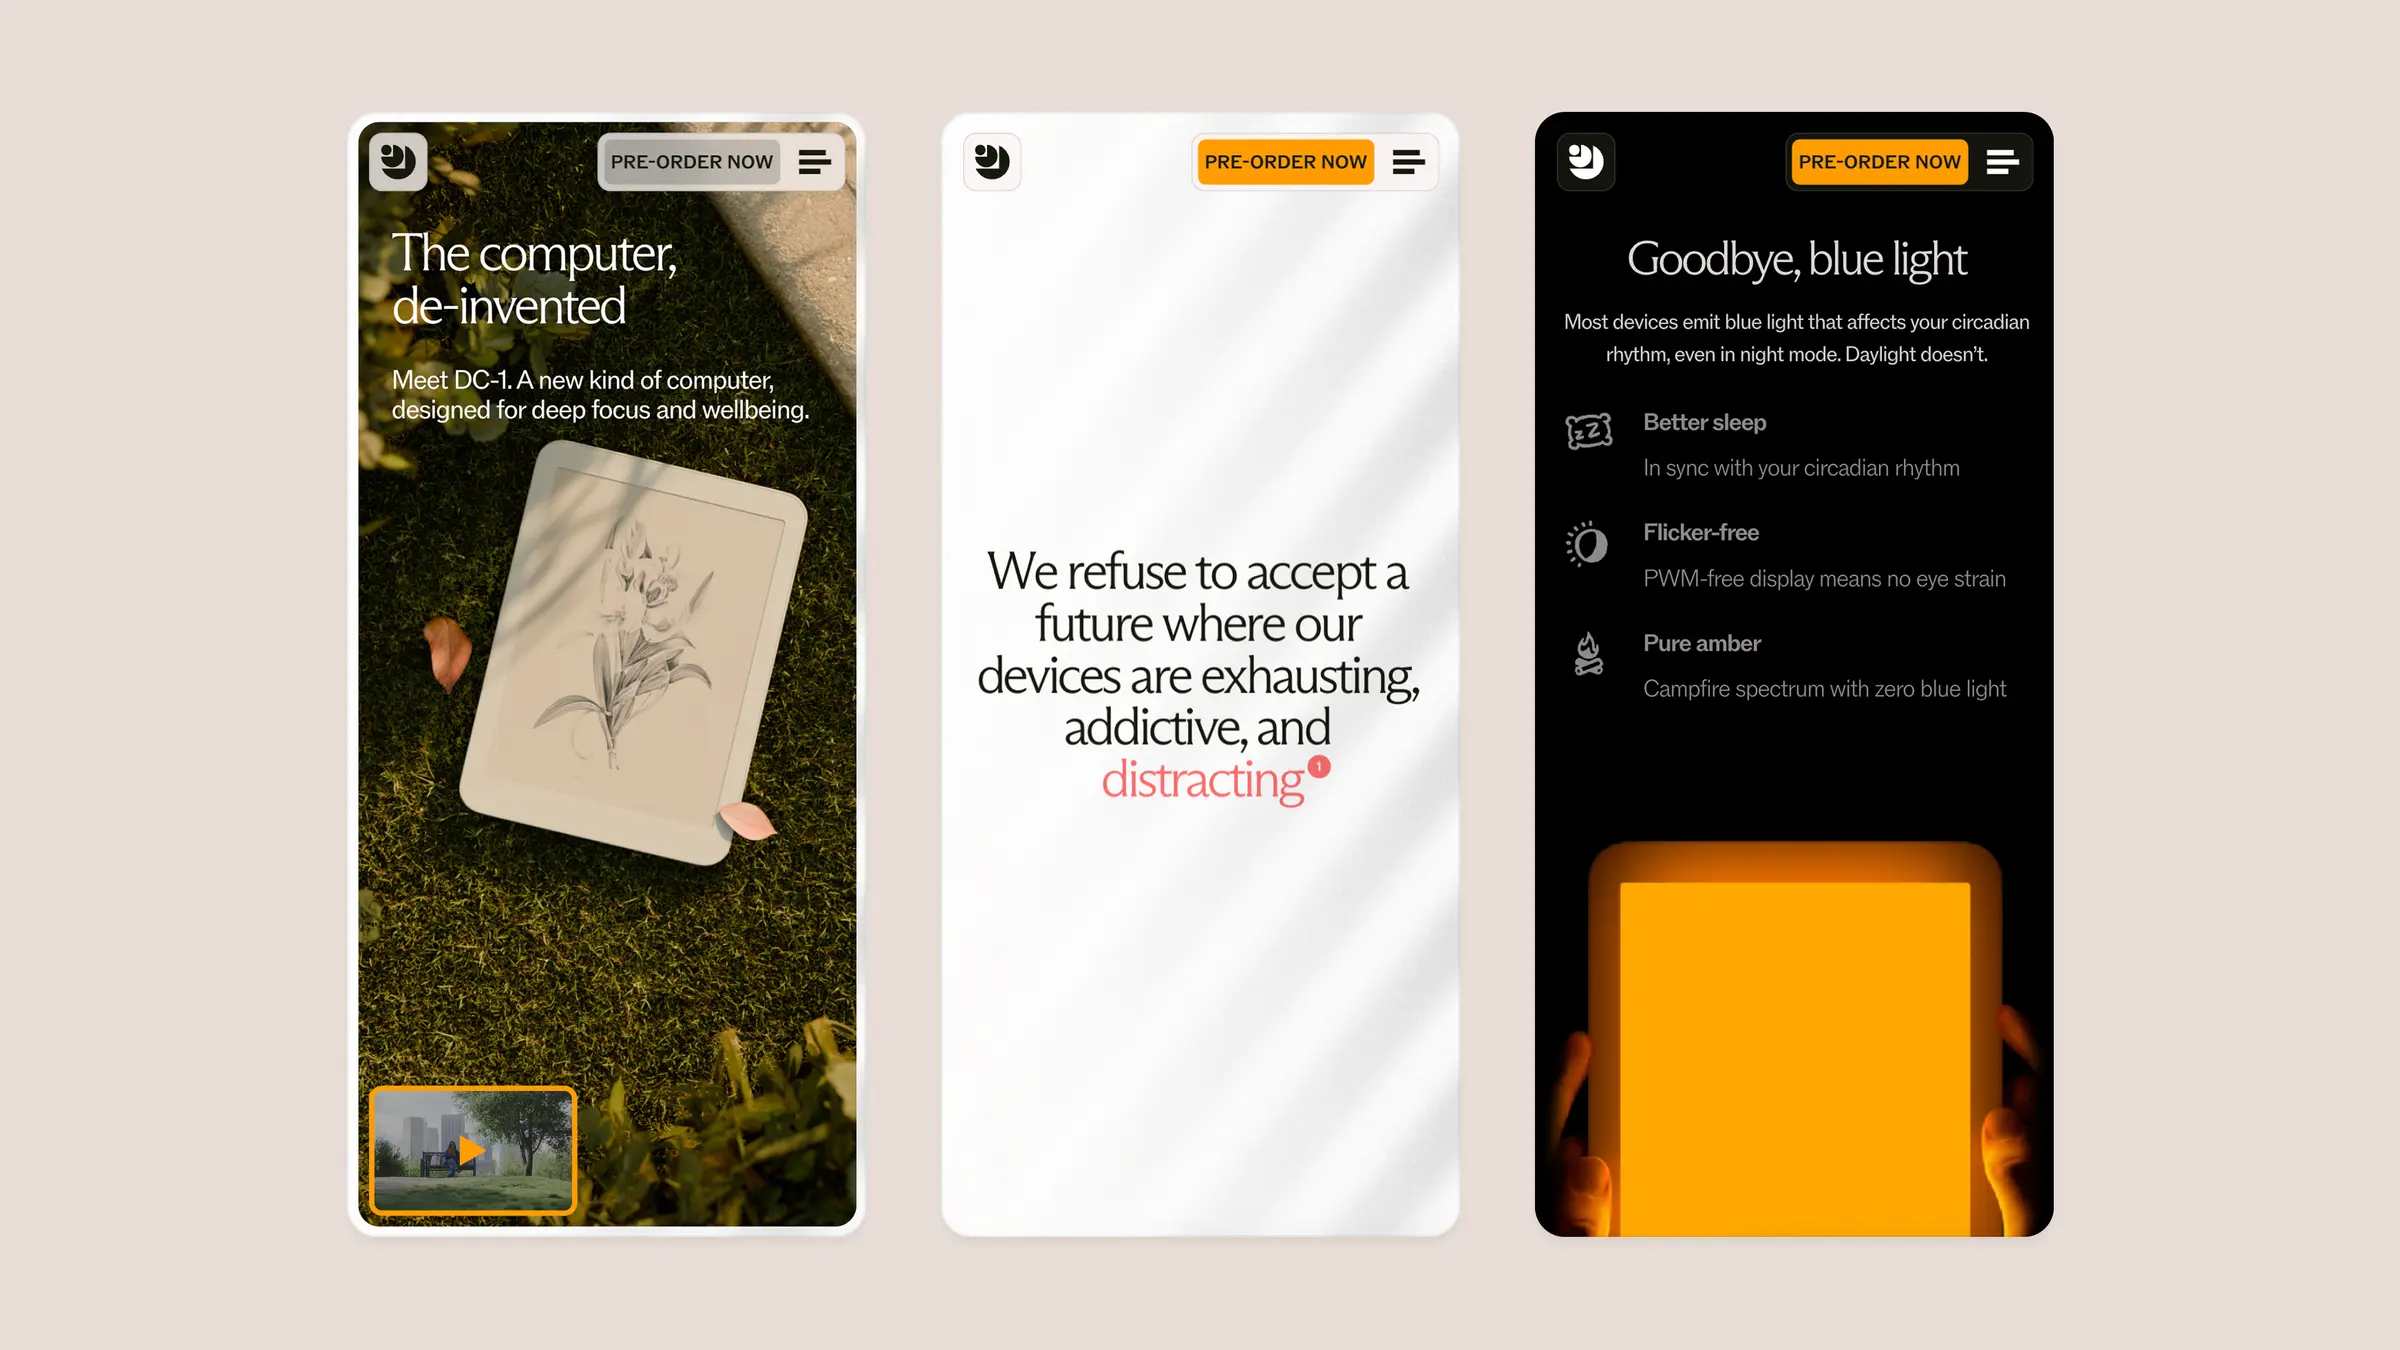 PRE-ORDER NOW
The computer,
de-invented
Meet DC-1. A new kind of computer,
designed for deep focus and wellbeing.
PRE-ORDER NOW
We refuse to accept a
future where our
devices are exhausting,
addictive, and
distracting 1
PRE-ORDER NOW
Goodbye, blue light
Most devices emit blue light that affects your circadian
rhythm, even in night mode. Daylight doesn’t.
zZ
Better sleep
In sync with your circadian rhythm
Flicker-free
PWM-free display means no eye strain
Pure amber
Campfire spectrum with zero blue light